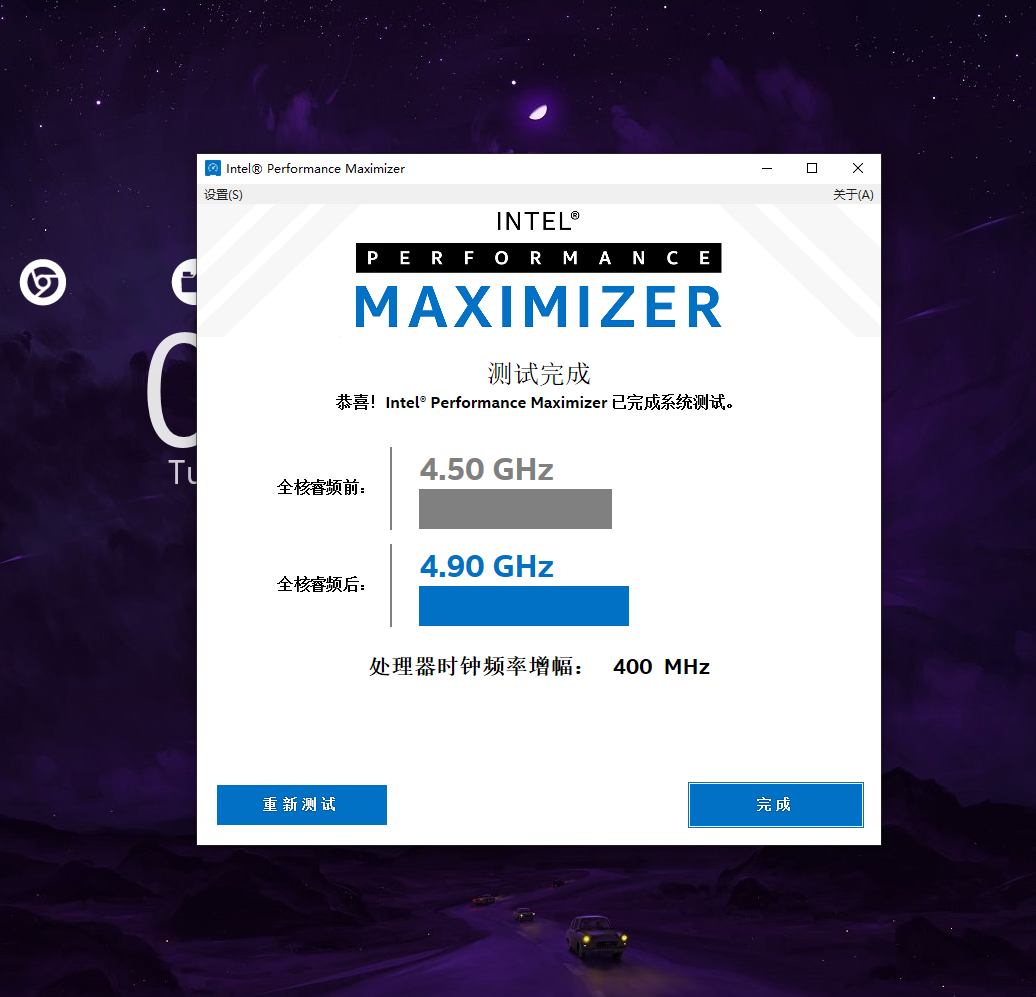 Intel® Performance Maximizer
设置(S)
关于(A)
INTEL®
PERFORMANCE
MAXIMIZER
测试完成
恭喜！Intel® Performance Maximizer 已完成系统测试。
4.50 GHz
全核睿频前：
4.90 GHz
全核睿频后：
处理器时钟频率增幅： 400 MHz
重新测试
完成